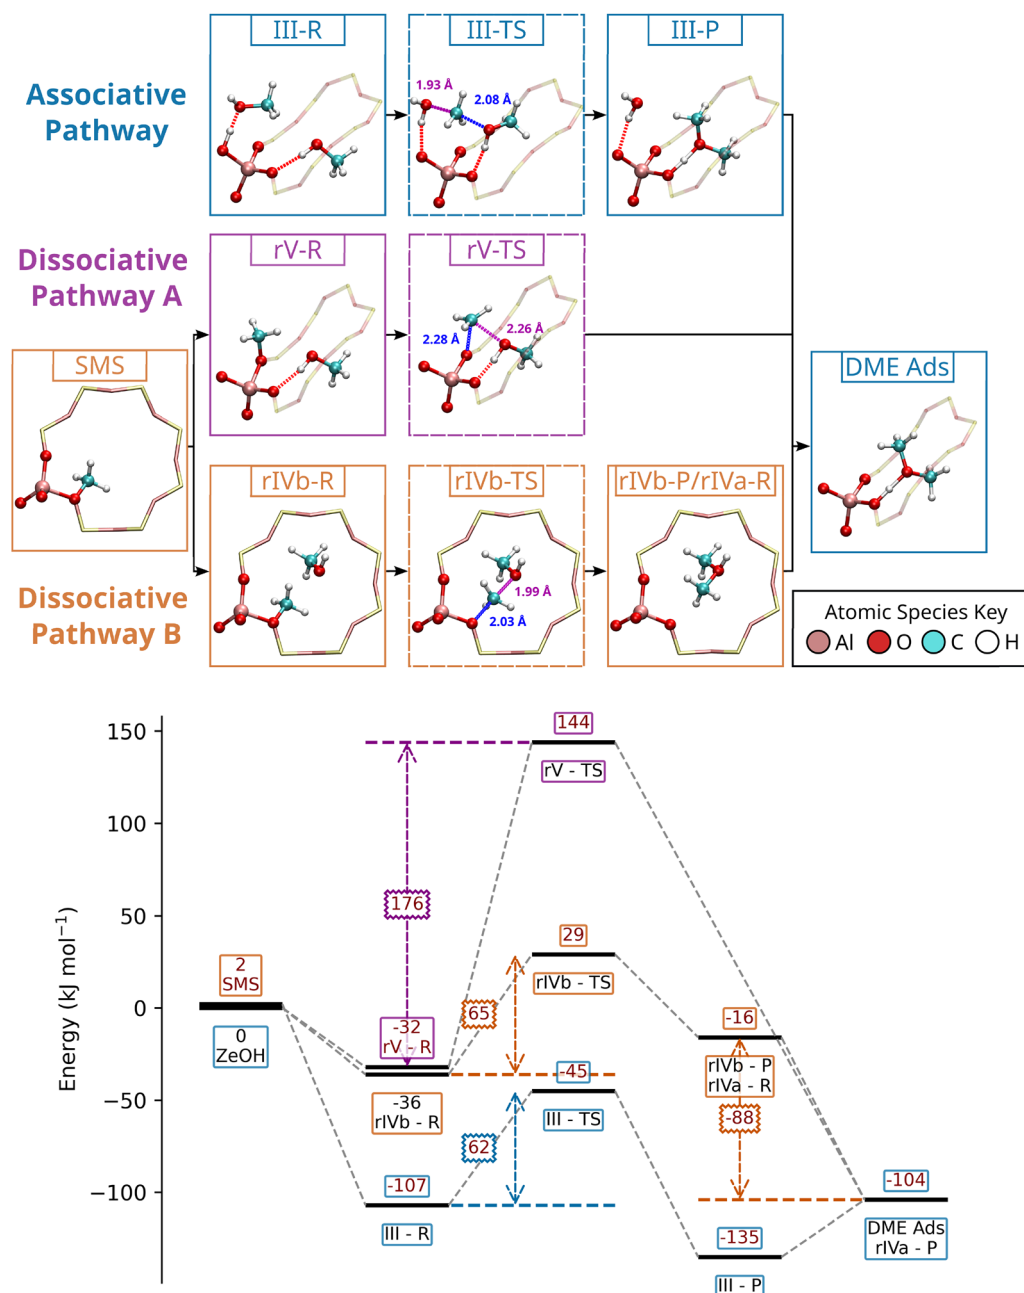 Associative
Pathway
III-R
III-TS
III-P
1.93 Å
2.08 Å
Dissociative
Pathway A
rV-R
rV-TS
2.28 Å
2.26 Å
SMS
DME Ads
Dissociative
Pathway B
rIVb-R
rIVb-TS
rIVb-P/rIVa-R
1.99 Å
2.03 Å
Atomic Species Key
Al
O
C
H
Energy (kJ mol⁻¹)
150
100
50
0
−50
−100
2
SMS
0
ZeOH
176
-32
rV - R
-36
rIVb - R
-107
III - R
144
rV - TS
29
rIVb - TS
65
-45
III - TS
62
-16
rIVb - P
rIVa - R
-88
-135
III - P
-104
DME Ads
rIVa - P